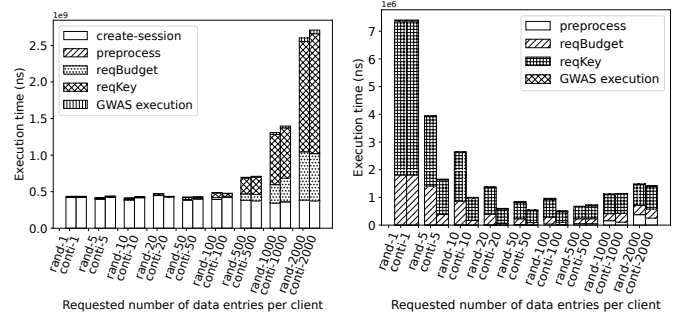 1e9
2.5
2.0
1.5
1.0
0.5
0.0
Execution time (ns)
create-session
preprocess
reqBudget
reqKey
GWAS execution
rand-1
conti-1
rand-5
conti-5
rand-10
conti-10
rand-20
conti-20
rand-50
conti-50
rand-100
conti-100
rand-500
conti-500
rand-1000
conti-1000
rand-2000
conti-2000
Requested number of data entries per client
1e6
7
6
5
4
3
2
1
0
Execution time (ns)
preprocess
reqBudget
reqKey
GWAS execution
rand-1
conti-1
rand-5
conti-5
rand-10
conti-10
rand-20
conti-20
rand-50
conti-50
rand-100
conti-100
rand-500
conti-500
rand-1000
conti-1000
rand-2000
conti-2000
Requested number of data entries per client